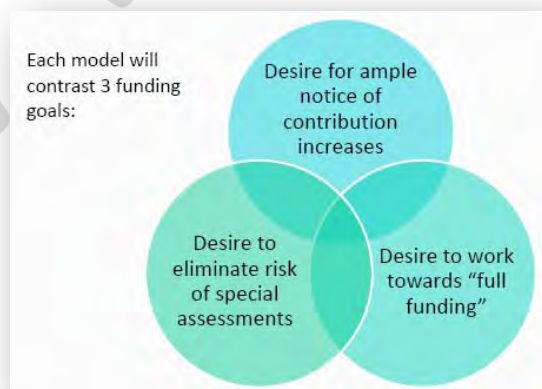 Each model will
contrast 3 funding
goals:
Desire for ample
notice of
contribution
increases
Desire to
eliminate risk
of special
assessments
Desire to work
towards “full
funding”